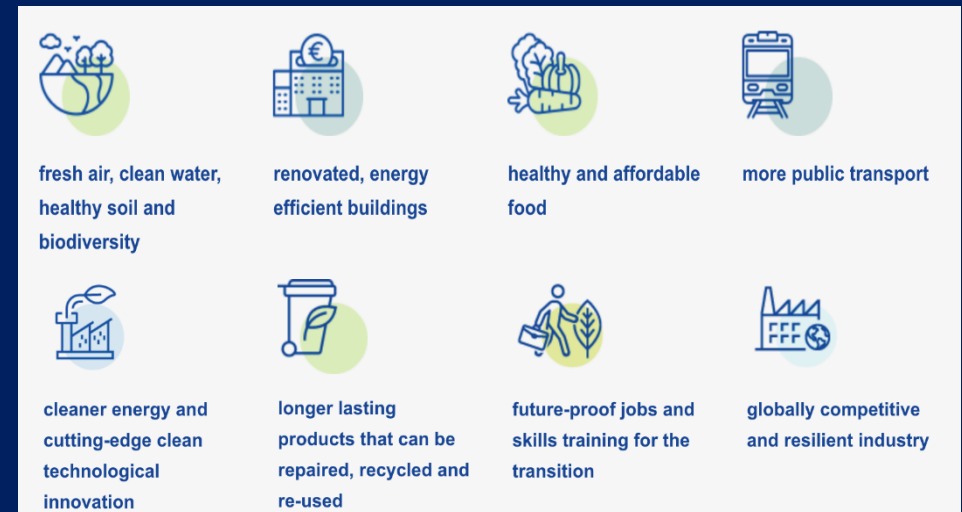 €
fresh air, clean water,
healthy soil and
biodiversity
renovated, energy
efficient buildings
healthy and affordable
food
more public transport
cleaner energy and
cutting-edge clean
technological
innovation
longer lasting
products that can be
repaired, recycled and
re-used
future-proof jobs and
skills training for the
transition
globally competitive
and resilient industry